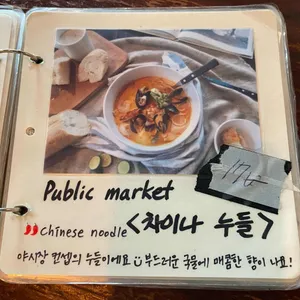 Public market
chinese noodle <차이나 누들>
야시장 컨셉의 누들이에요 부드러운 국물에 매콤한 향이 나요!